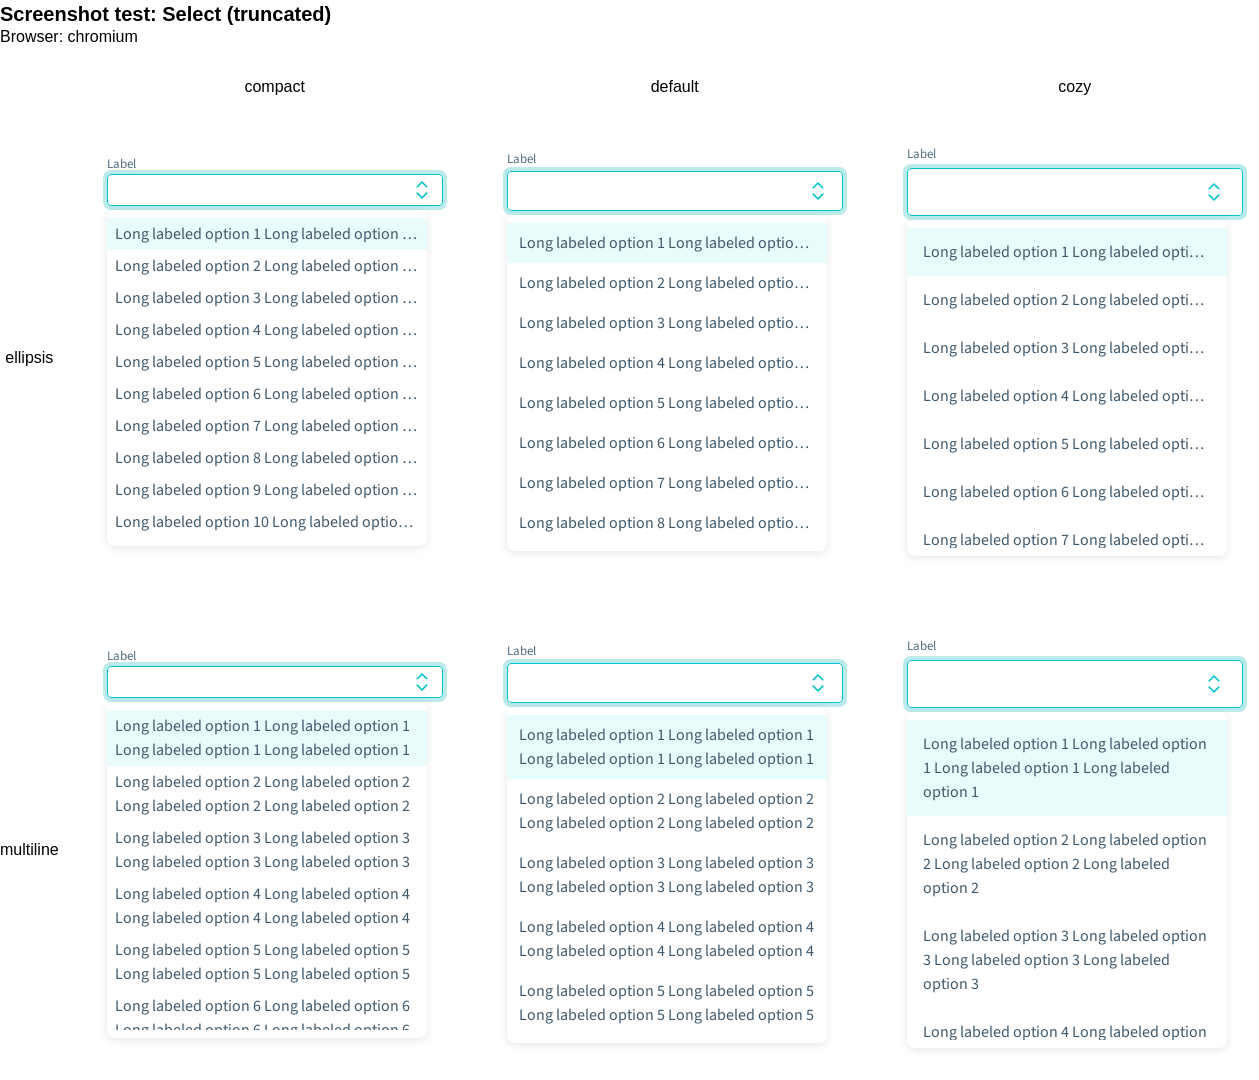 Screenshot test: Select (truncated)
Browser: chromium
compact
default
cozy
ellipsis
Label
Long labeled option 1 Long labeled option …
Long labeled option 2 Long labeled option …
Long labeled option 3 Long labeled option …
Long labeled option 4 Long labeled option …
Long labeled option 5 Long labeled option …
Long labeled option 6 Long labeled option …
Long labeled option 7 Long labeled option …
Long labeled option 8 Long labeled option …
Long labeled option 9 Long labeled option …
Long labeled option 10 Long labeled optio…
Label
Long labeled option 1 Long labeled optio…
Long labeled option 2 Long labeled optio…
Long labeled option 3 Long labeled optio…
Long labeled option 4 Long labeled optio…
Long labeled option 5 Long labeled optio…
Long labeled option 6 Long labeled optio…
Long labeled option 7 Long labeled optio…
Long labeled option 8 Long labeled optio…
Label
Long labeled option 1 Long labeled opti…
Long labeled option 2 Long labeled opti…
Long labeled option 3 Long labeled opti…
Long labeled option 4 Long labeled opti…
Long labeled option 5 Long labeled opti…
Long labeled option 6 Long labeled opti…
Long labeled option 7 Long labeled opti…
multiline
Label
Long labeled option 1 Long labeled option 1
Long labeled option 1 Long labeled option 1
Long labeled option 2 Long labeled option 2
Long labeled option 2 Long labeled option 2
Long labeled option 3 Long labeled option 3
Long labeled option 3 Long labeled option 3
Long labeled option 4 Long labeled option 4
Long labeled option 4 Long labeled option 4
Long labeled option 5 Long labeled option 5
Long labeled option 5 Long labeled option 5
Long labeled option 6 Long labeled option 6
Long labeled option 6 Long labeled option 6
Label
Long labeled option 1 Long labeled option 1
Long labeled option 1 Long labeled option 1
Long labeled option 2 Long labeled option 2
Long labeled option 2 Long labeled option 2
Long labeled option 3 Long labeled option 3
Long labeled option 3 Long labeled option 3
Long labeled option 4 Long labeled option 4
Long labeled option 4 Long labeled option 4
Long labeled option 5 Long labeled option 5
Long labeled option 5 Long labeled option 5
Label
Long labeled option 1 Long labeled option
1 Long labeled option 1 Long labeled
option 1
Long labeled option 2 Long labeled option
2 Long labeled option 2 Long labeled
option 2
Long labeled option 3 Long labeled option
3 Long labeled option 3 Long labeled
option 3
Long labeled option 4 Long labeled option